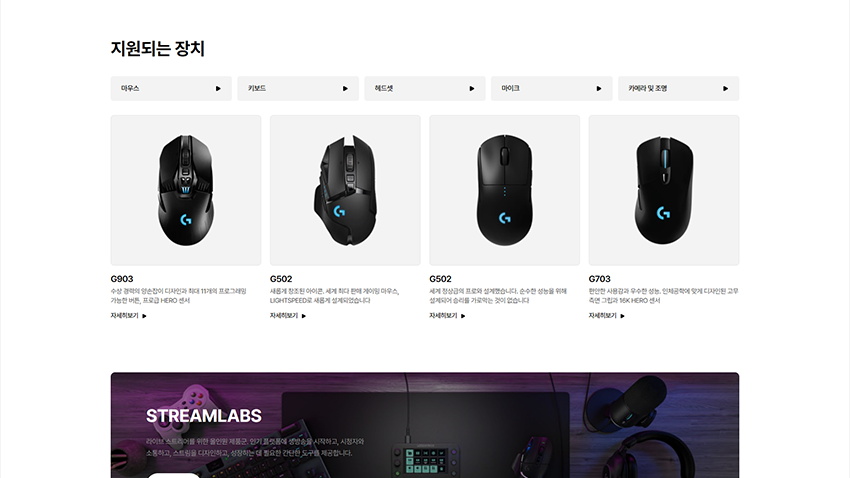 지원되는 장치
마우스
키보드
헤드셋
마이크
카메라 및 조명
G903
수상 경력의 양손잡이 디자인과 최대 11개의 프로그래밍
가능한 버튼, 프로급 HERO 센서
자세히보기
G502
새롭게 창조된 아이콘. 세계 최다 판매 게이밍 마우스,
LIGHTSPEED로 새롭게 설계되었습니다
자세히보기
G502
세계 정상급의 프로와 설계했습니다. 순수한 성능을 위해
설계되어 승리를 가로막는 것이 없습니다
자세히보기
G703
편안한 사용감과 우수한 성능. 인체공학에 맞게 디자인된 고무
측면 그립과 16K HERO 센서
자세히보기
STREAMLABS
라이브 스트리머를 위한 올인원 제품군. 인기 플랫폼에 생방송을 시작하고, 시청자와
소통하고, 스트림을 디자인하고, 성장하는 데 필요한 간단한 도구를 제공합니다.